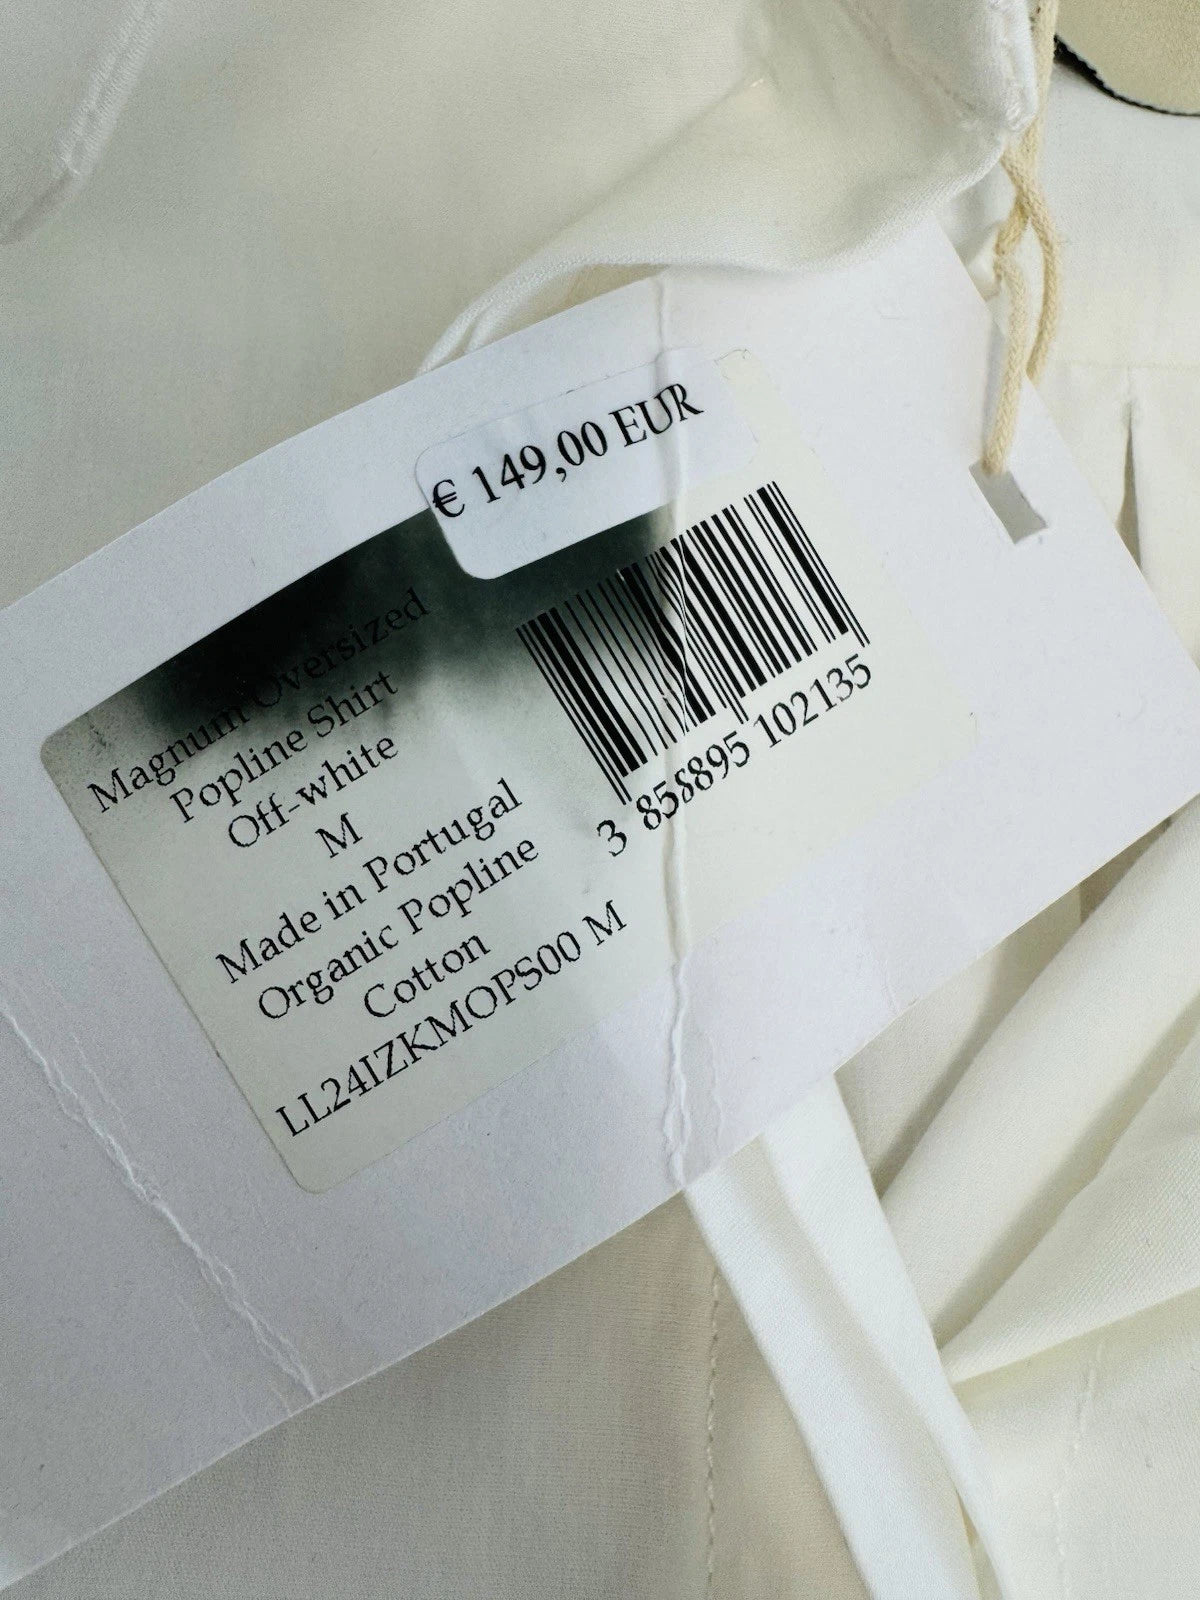 € 149,00 EUR
Magnum Oversized
Popline Shirt
Off-white
M
Made in Portugal
Organic Popline
Cotton
LL24IZKMOPS00 M
3 858895 102135